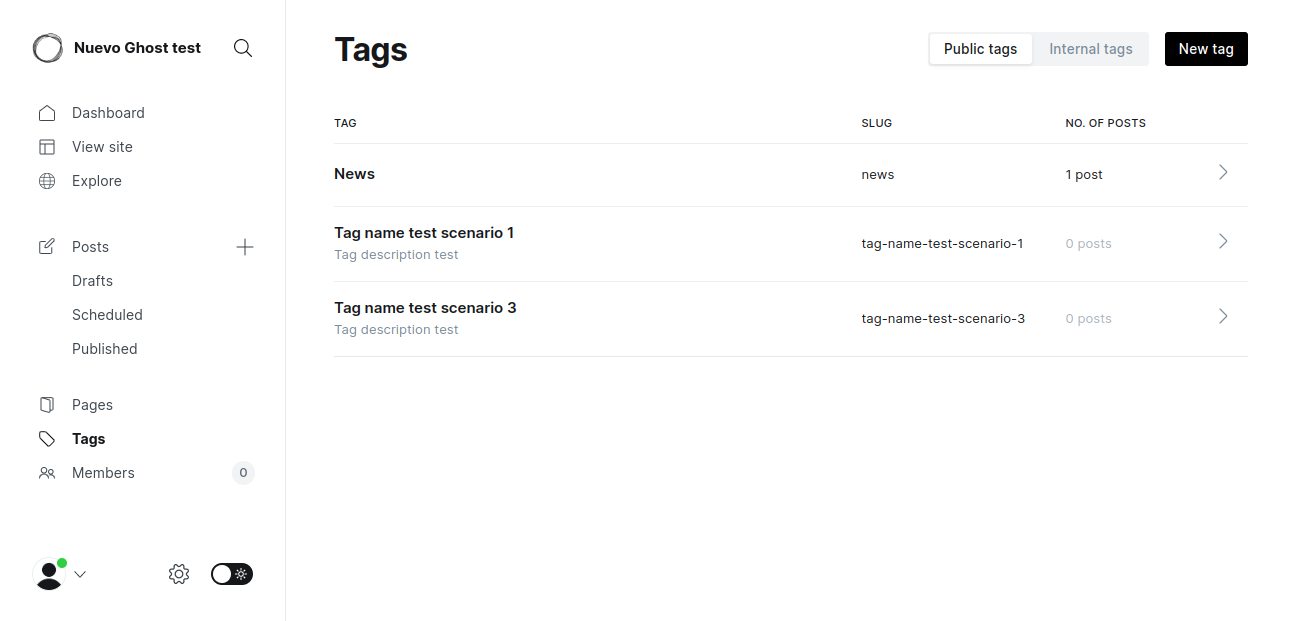 Nuevo Ghost test
Dashboard
View site
Explore
Posts
Drafts
Scheduled
Published
Pages
Tags
Members 0
Tags
Public tags Internal tags New tag
TAG SLUG NO. OF POSTS
News news 1 post
Tag name test scenario 1
Tag description test
tag-name-test-scenario-1 0 posts
Tag name test scenario 3
Tag description test
tag-name-test-scenario-3 0 posts